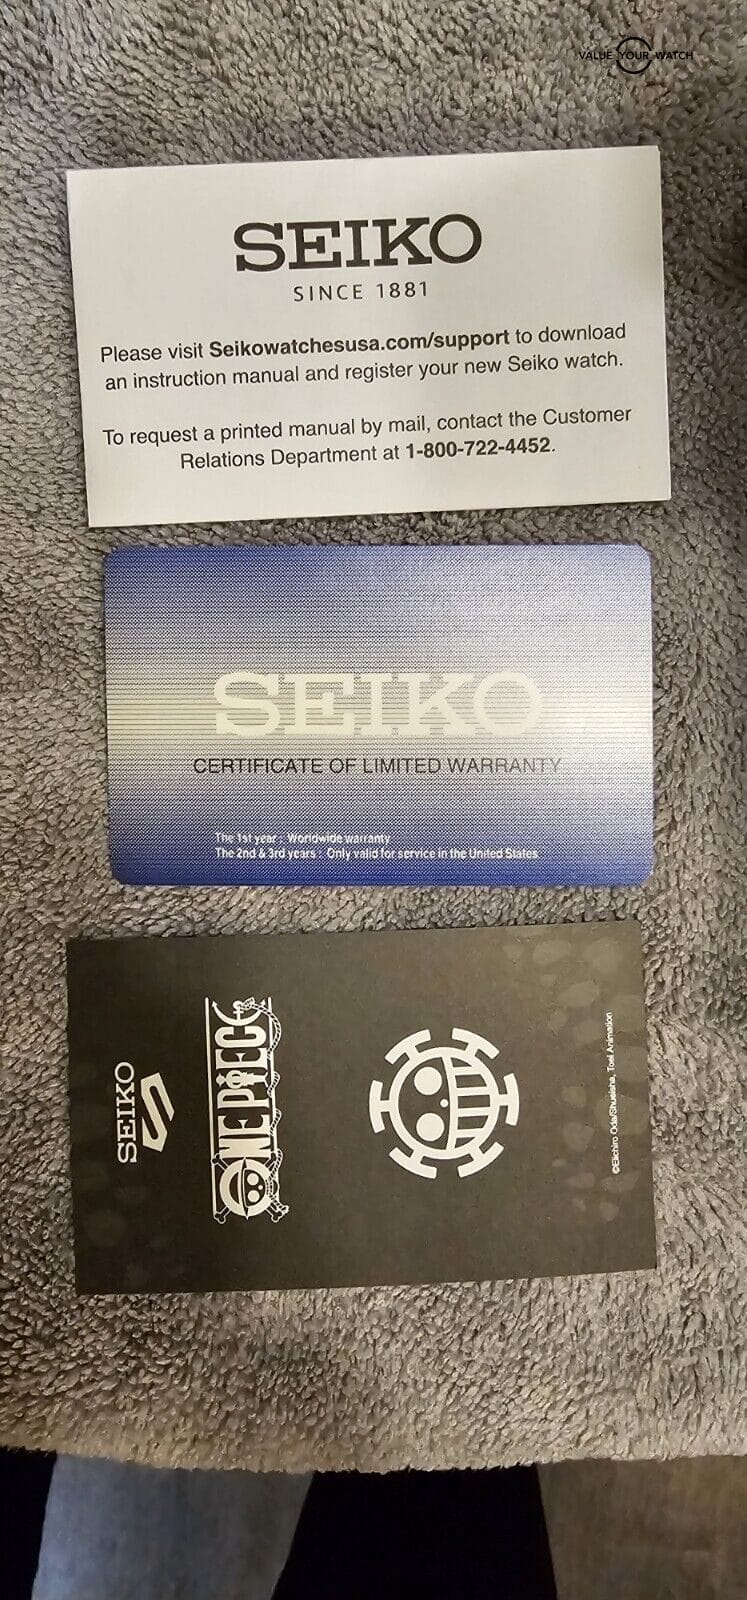 VALUE YOUR WATCH
SEIKO
SINCE 1881
Please visit Seikowatchesusa.com/support to download
an instruction manual and register your new Seiko watch.
To request a printed manual by mail, contact the Customer
Relations Department at 1-800-722-4452.
SEIKO
CERTIFICATE OF LIMITED WARRANTY
The 1st year : Worldwide warranty
The 2nd & 3rd years : Only valid for service in the United States
SEIKO
ONE PIECE
©Eiichiro Oda/Shueisha, Toei Animation